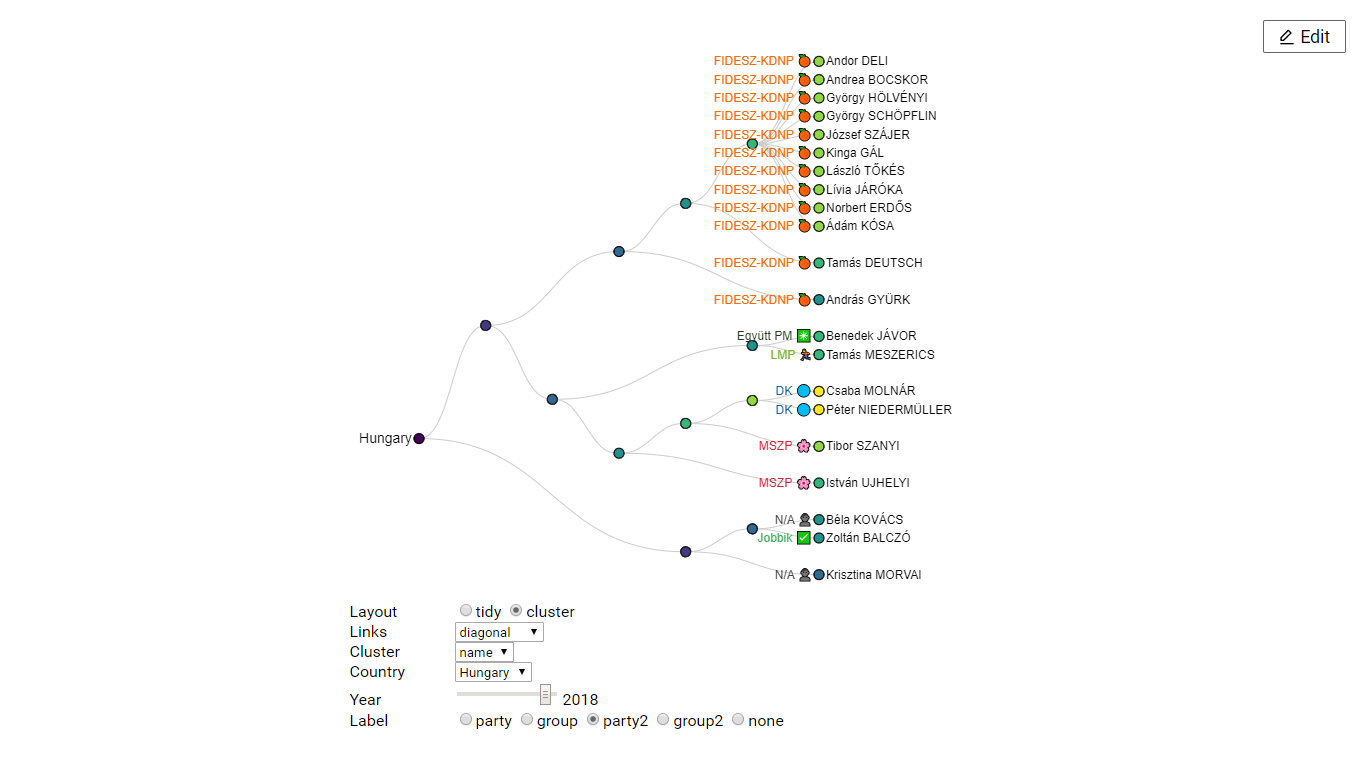 Edit
FIDESZ-KDNP Andor DELI
FIDESZ-KDNP Andrea BOCSKOR
FIDESZ-KDNP György HÖLVÉNYI
FIDESZ-KDNP György SCHÖPFLIN
FIDESZ-KDNP József SZÁJER
FIDESZ-KDNP Kinga GÁL
FIDESZ-KDNP László TŐKÉS
FIDESZ-KDNP Lívia JÁRÓKA
FIDESZ-KDNP Norbert ERDŐS
FIDESZ-KDNP Ádám KÓSA
FIDESZ-KDNP Tamás DEUTSCH
FIDESZ-KDNP András GYÜRK
Együtt PM Benedek JÁVOR
LMP Tamás MESZERICS
DK Csaba MOLNÁR
DK Péter NIEDERMÜLLER
Hungary
MSZP Tibor SZANYI
MSZP István UJHELYI
N/A Béla KOVÁCS
Jobbik Zoltán BALCZÓ
N/A Krisztina MORVAI
Layout tidy cluster
Links diagonal
Cluster name
Country Hungary
Year 2018
Label party group party2 group2 none